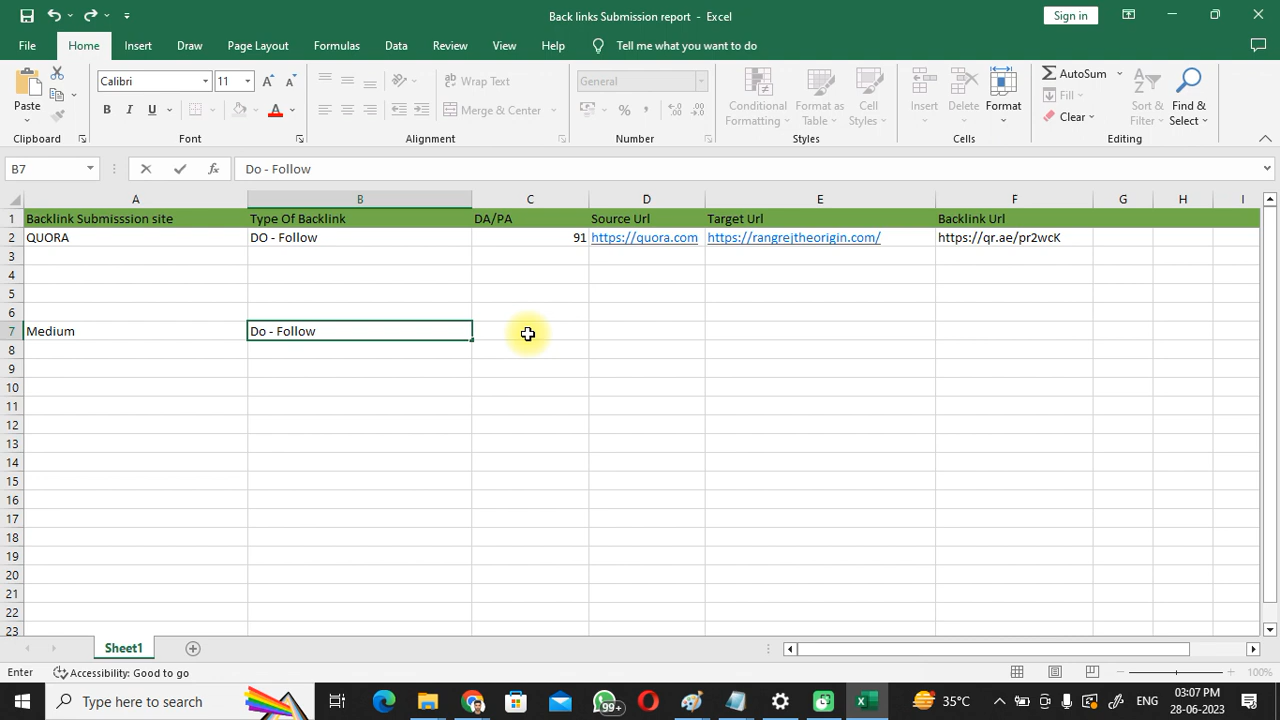 Back links Submission report - Excel
Sign in
File Home Insert Draw Page Layout Formulas Data Review View Help Tell me what you want to do
Paste
Calibri 11
Wrap Text
Merge & Center
General
Conditional Formatting
Format as Table
Cell Styles
Insert
Delete
Format
AutoSum
Fill
Clear
Sort & Filter
Find & Select
Clipboard Font Alignment Number Styles Cells Editing
B7 Do - Follow
A B C D E F G H I
1 Backlink Submisssion site Type Of Backlink DA/PA Source Url Target Url Backlink Url
2 QUORA DO - Follow 91 https://quora.com https://rangrejtheorigin.com/ https://qr.ae/pr2wcK
3
4
5
6
7 Medium Do - Follow
8
9
10
11
12
13
14
15
16
17
18
19
20
21
22
23
Sheet1
Enter Accessibility: Good to go 100%
Type here to search 99+ 35°C ENG 03:07 PM
28-06-2023